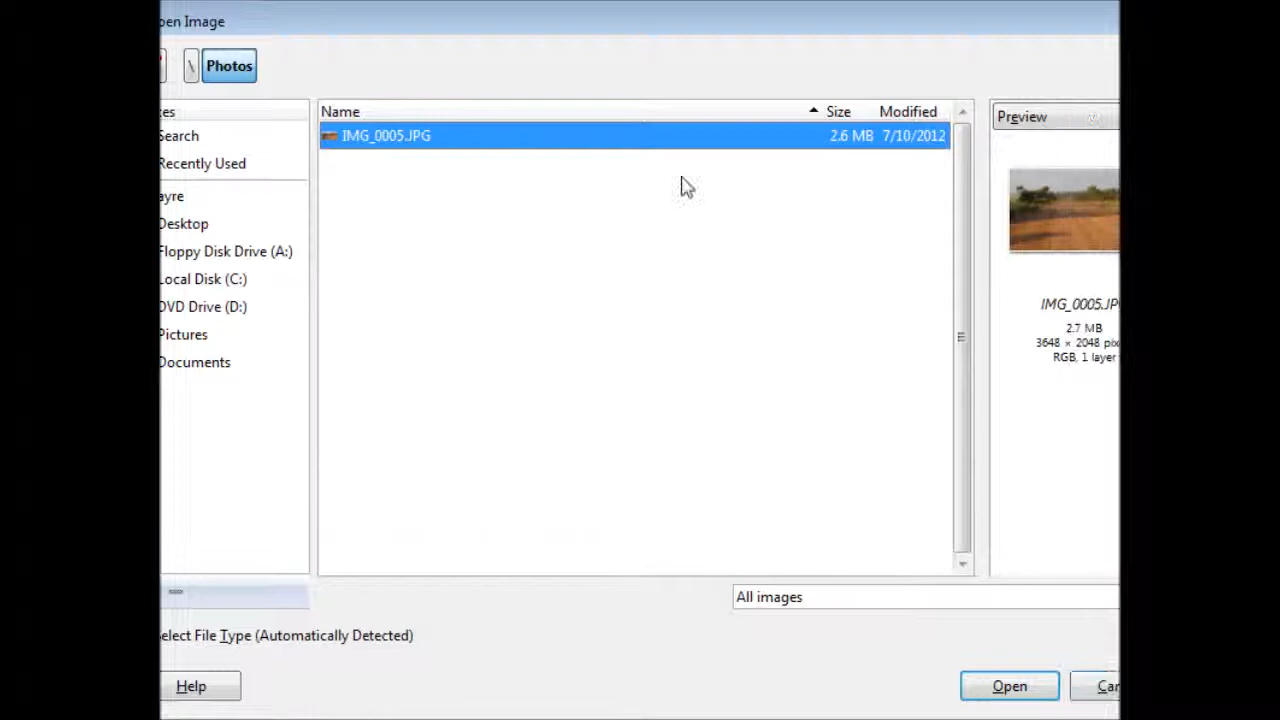 pen Image
\ Photos
es
Name Size Modified
Preview
Search
IMG_0005.JPG 2.6 MB 7/10/2012
Recently Used
ayre
Desktop
Floppy Disk Drive (A:)
Local Disk (C:)
DVD Drive (D:)
Pictures
Documents
IMG_0005.JP
2.7 MB
3648 × 2048 pix
RGB, 1 layer
All images
elect File Type (Automatically Detected)
Help
Open
Can